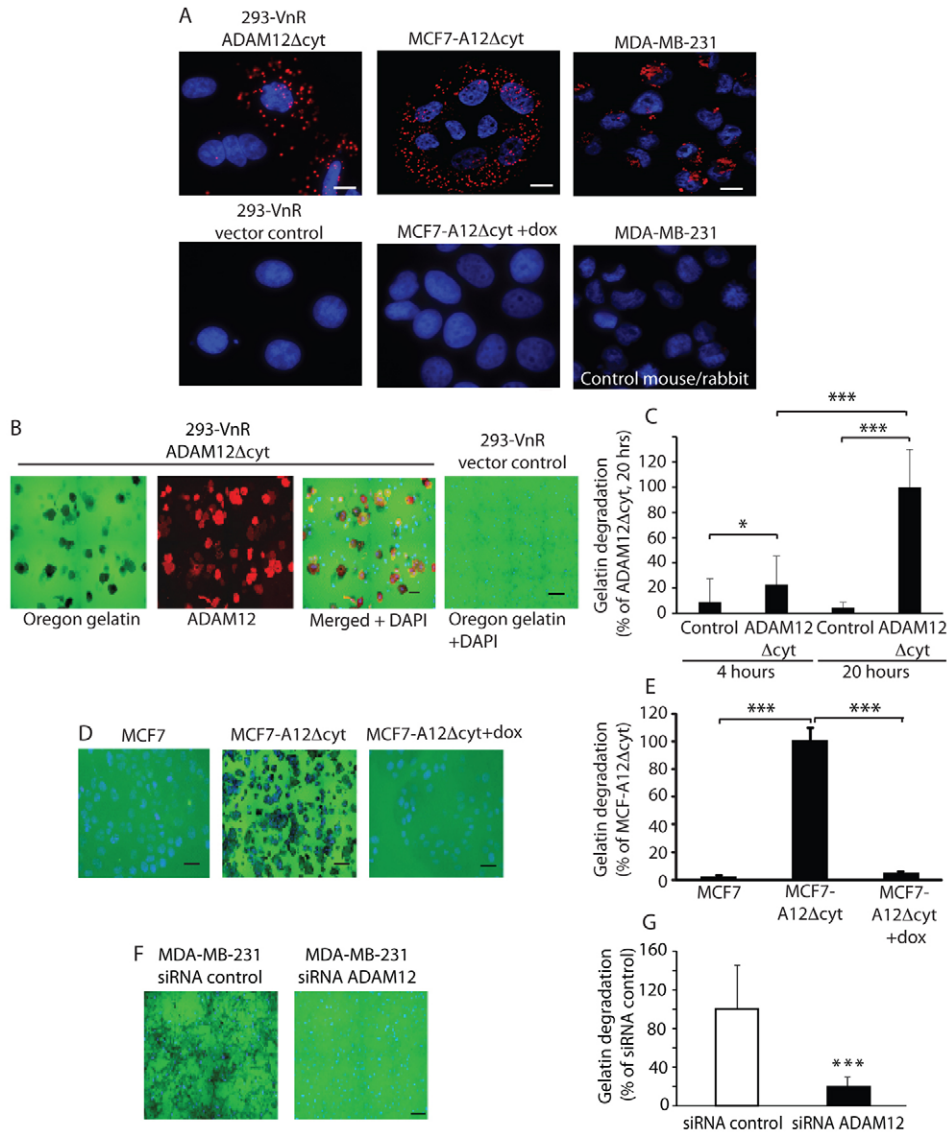 A
293-VnR
ADAM12Δcyt
MCF7-A12Δcyt
MDA-MB-231
293-VnR
vector control
MCF7-A12Δcyt +dox
MDA-MB-231
Control mouse/rabbit
B
293-VnR
ADAM12Δcyt
293-VnR
vector control
Oregon gelatin
ADAM12
Merged + DAPI
Oregon gelatin
+DAPI
C
Gelatin degradation
(% of ADAM12Δcyt, 20 hrs)
120
100
80
60
40
20
0
*
***
***
Control ADAM12 Control ADAM12
Δcyt Δcyt
4 hours 20 hours
D
MCF7
MCF7-A12Δcyt
MCF7-A12Δcyt+dox
E
Gelatin degradation
(% of MCF-A12Δcyt)
120
100
80
60
40
20
0
***
***
MCF7 MCF7- MCF7-
A12Δcyt A12Δcyt
+dox
F
MDA-MB-231
siRNA control
MDA-MB-231
siRNA ADAM12
G
Gelatin degradation
(% of siRNA control)
160
120
80
40
0
***
siRNA control siRNA ADAM12